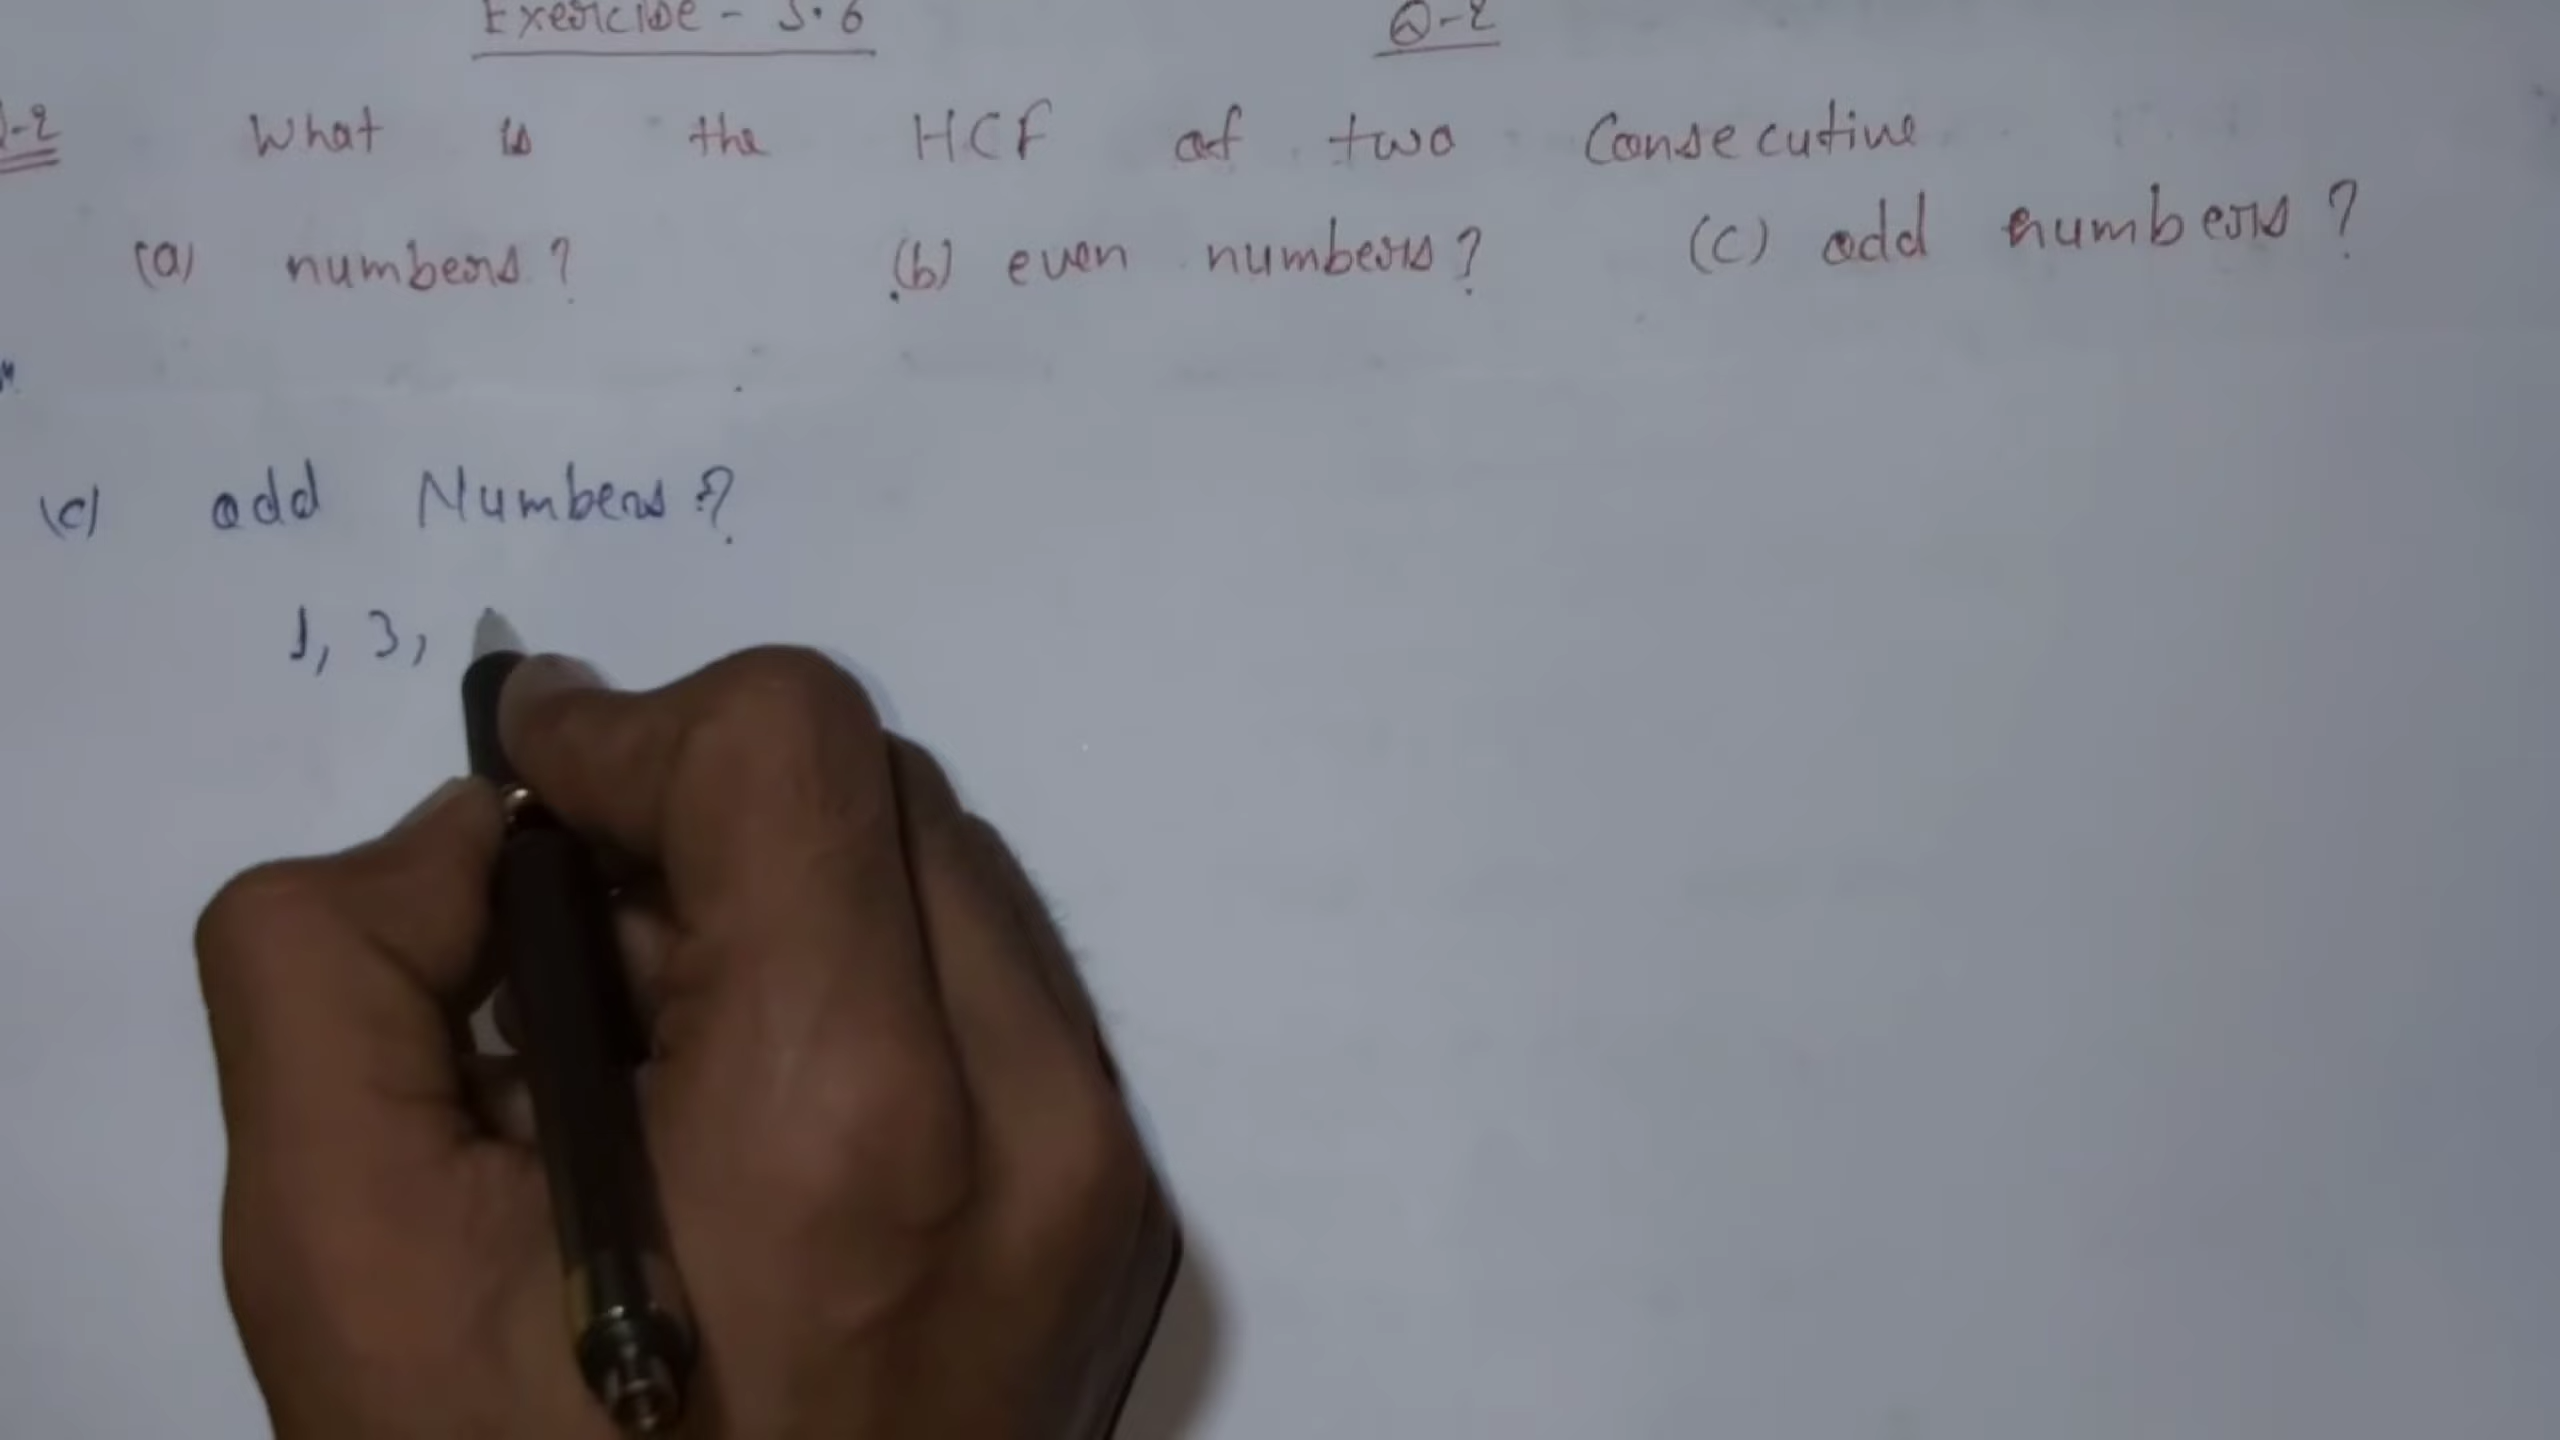 Exercise - 3.6 Q-2
Q-2 What is the HCF of two Consecutive
(a) numbers? (b) even numbers? (c) odd numbers?
(c) odd Numbers?
1, 3,